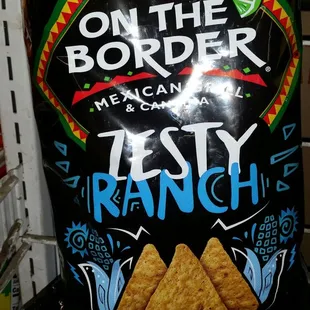 ON THE
BORDER
MEXICAN GRILL
& CANTINA
ZESTY
RANCH